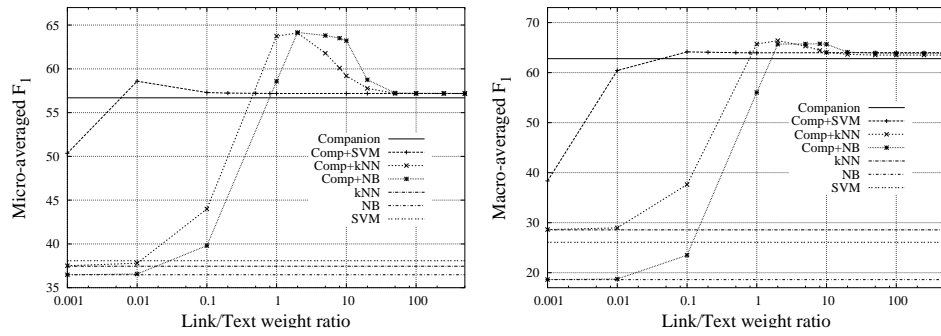 Micro-averaged F1
65
60
55
50
45
40
35
0.001 0.01 0.1 1 10 100
Link/Text weight ratio
Companion
Comp+SVM
Comp+kNN
Comp+NB
kNN
NB
SVM
Macro-averaged F1
70
60
50
40
30
20
0.001 0.01 0.1 1 10 100
Link/Text weight ratio
Companion
Comp+SVM
Comp+kNN
Comp+NB
kNN
NB
SVM